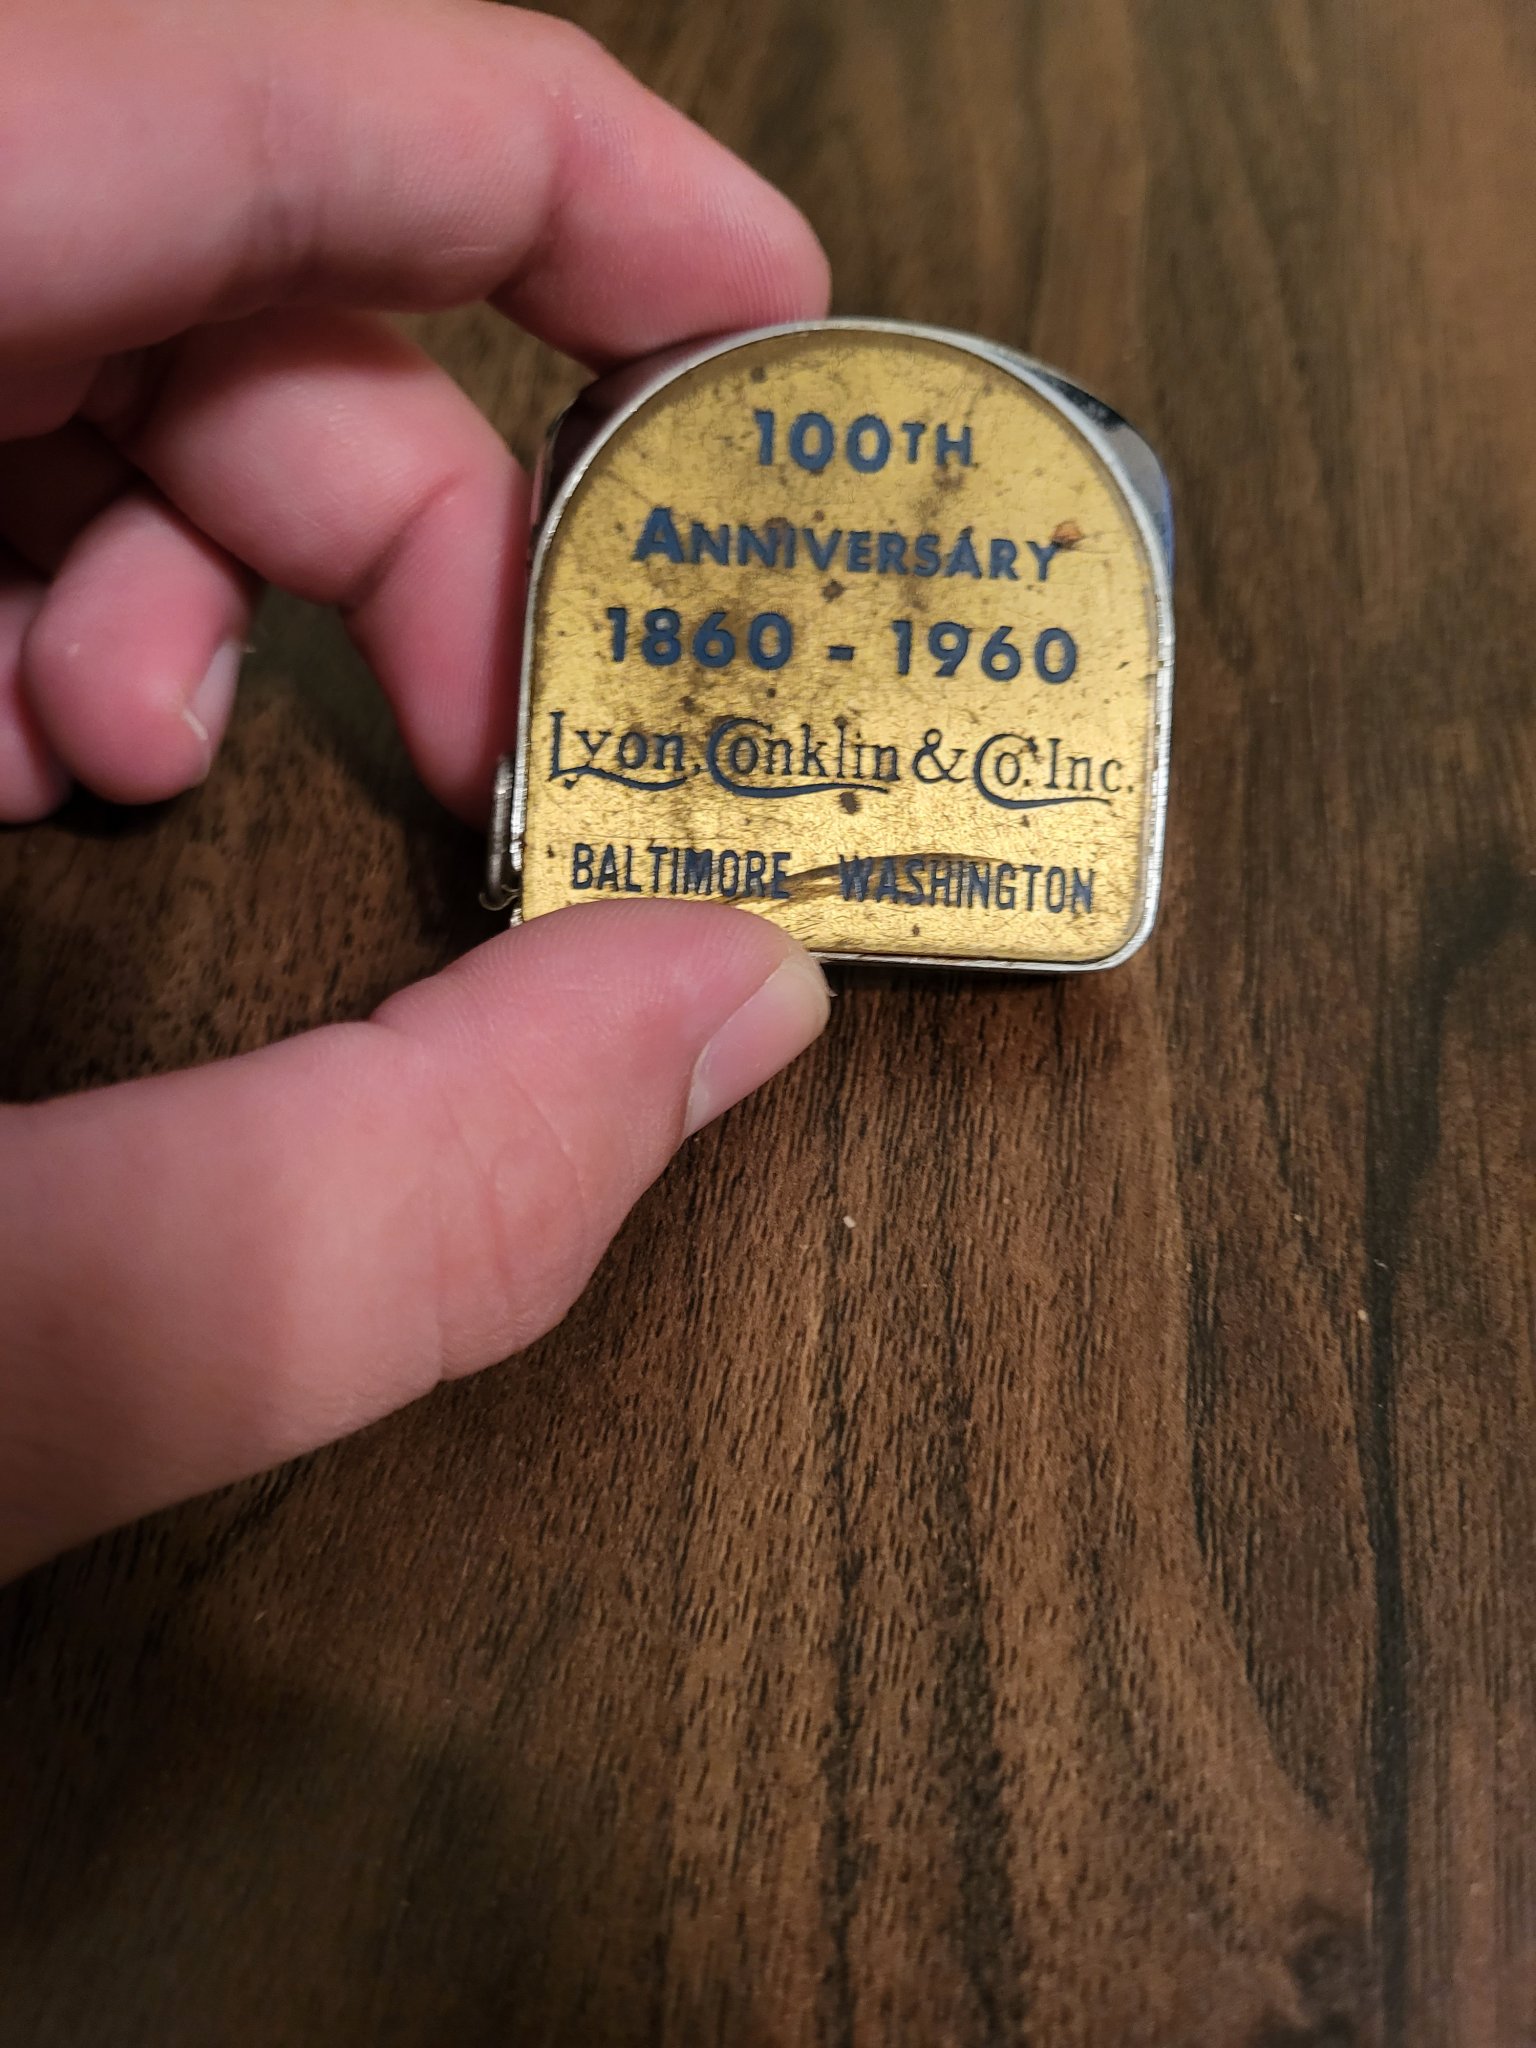 100TH
ANNIVERSARY
1860 - 1960
Lyon, Conklin & Co. Inc.
BALTIMORE WASHINGTON